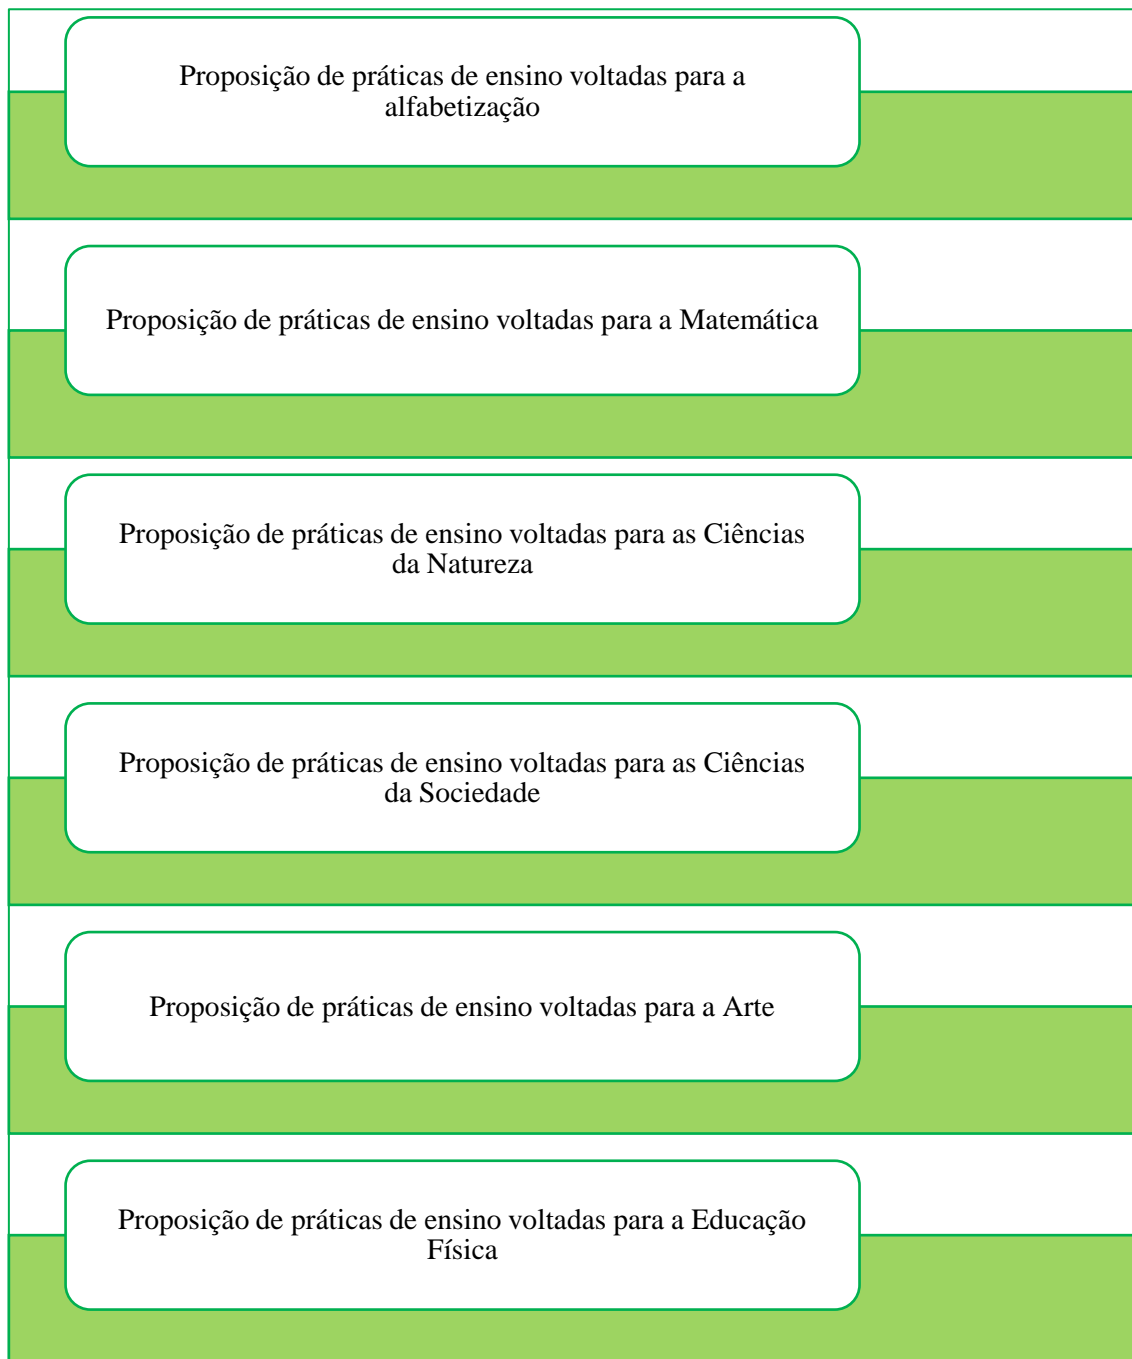 Proposição de práticas de ensino voltadas para a
alfabetização
Proposição de práticas de ensino voltadas para a Matemática
Proposição de práticas de ensino voltadas para as Ciências
da Natureza
Proposição de práticas de ensino voltadas para as Ciências
da Sociedade
Proposição de práticas de ensino voltadas para a Arte
Proposição de práticas de ensino voltadas para a Educação
Física